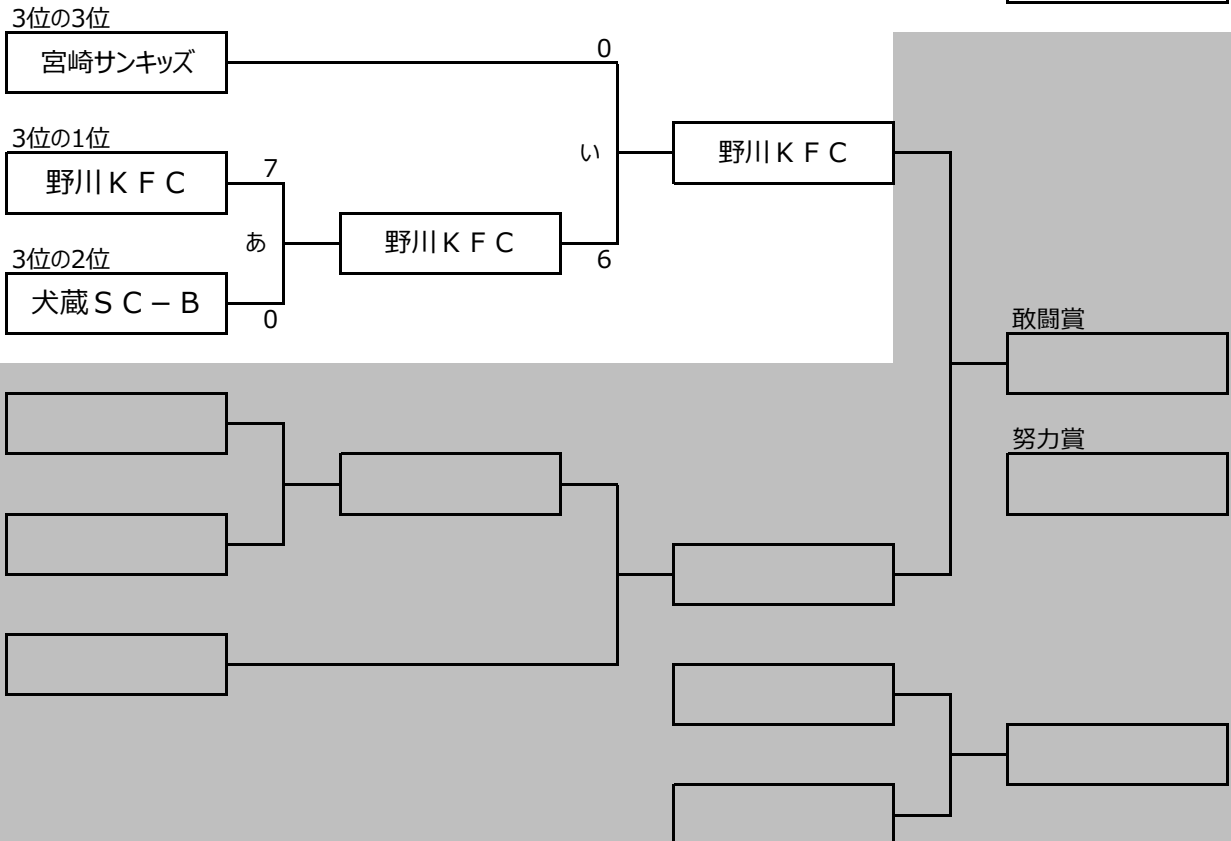 3位の3位
宮崎サンキッズ
0
3位の1位
野川ＫＦＣ
7
い
野川ＫＦＣ
あ
野川ＫＦＣ
6
3位の2位
犬蔵ＳＣ－Ｂ
0
敢闘賞
努力賞